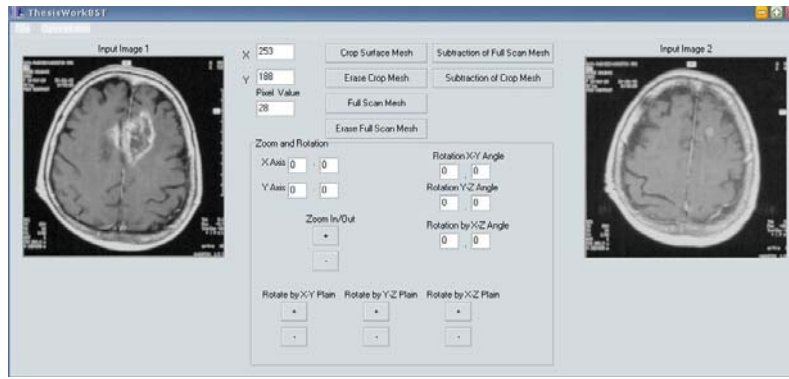 ThesisWorkBST
File Operations
Input Image 1
X 253
Y 188
Pixel Value
28
Crop Surface Mesh
Subtraction of Full Scan Mesh
Erase Crop Mesh
Subtraction of Crop Mesh
Full Scan Mesh
Erase Full Scan Mesh
Input Image 2
Zoom and Rotation
X Axis 0 . 0
Y Axis 0 . 0
Zoom In/Out
+
-
Rotation X-Y Angle
0 . 0
Rotation Y-Z Angle
0 . 0
Rotation by X-Z Angle
0 . 0
Rotate by X-Y Plain Rotate by Y-Z Plain Rotate by X-Z Plain
+ + +
- - -